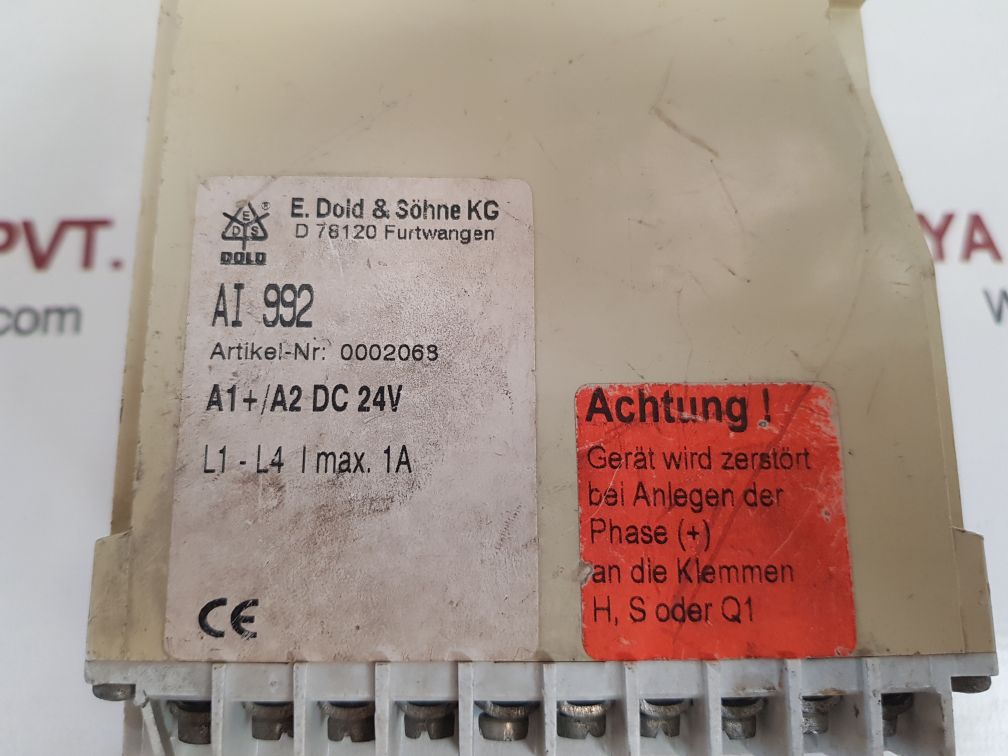 E. Dold & Söhne KG
D 78120 Furtwangen
E
D S
®
DOLD
AI 992
Artikel-Nr: 0002068
A1+/A2 DC 24V
L1 - L4 I max. 1A
CE
Achtung !
Gerät wird zerstört
bei Anlegen der
Phase (+)
an die Klemmen
H, S oder Q1
PVT.
com
YA
W